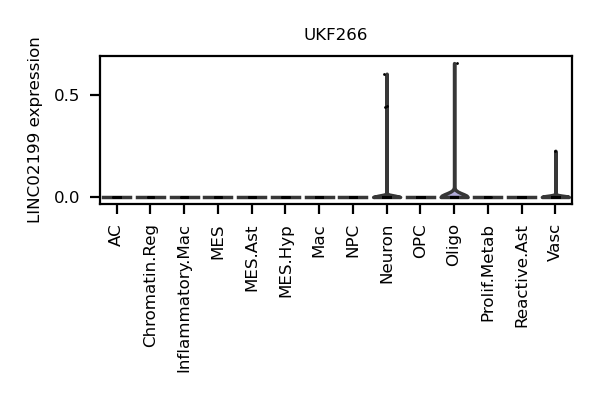 UKF266
LINC02199 expression
0.5
0.0
AC
Chromatin.Reg
Inflammatory.Mac
MES
MES.Ast
MES.Hyp
Mac
NPC
Neuron
OPC
Oligo
Prolif.Metab
Reactive.Ast
Vasc